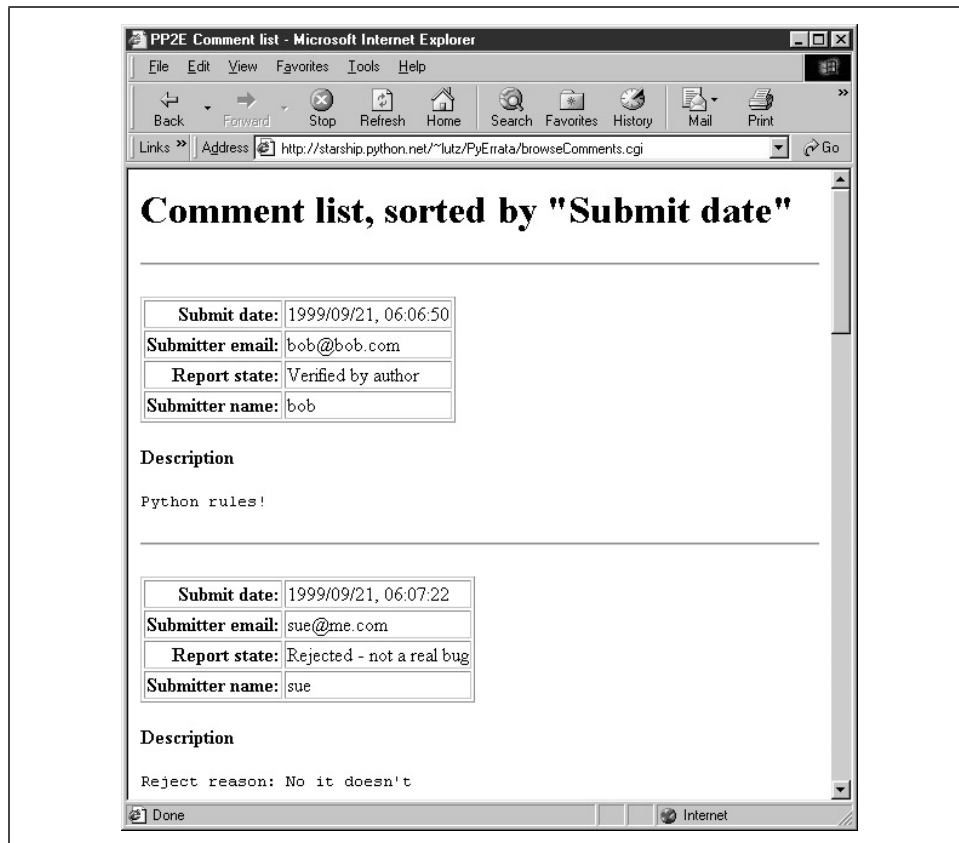 PP2E Comment list - Microsoft Internet Explorer
File Edit View Favorites Tools Help
Back Forward Stop Refresh Home Search Favorites History Mail Print »
Links » Address http://starship.python.net/~lutz/PyErrata/browseComments.cgi Go
Comment list, sorted by "Submit date"
Submit date: 1999/09/21, 06:06:50
Submitter email: bob@bob.com
Report state: Verified by author
Submitter name: bob
Description
Python rules!
Submit date: 1999/09/21, 06:07:22
Submitter email: sue@me.com
Report state: Rejected - not a real bug
Submitter name: sue
Description
Reject reason: No it doesn't
Done Internet